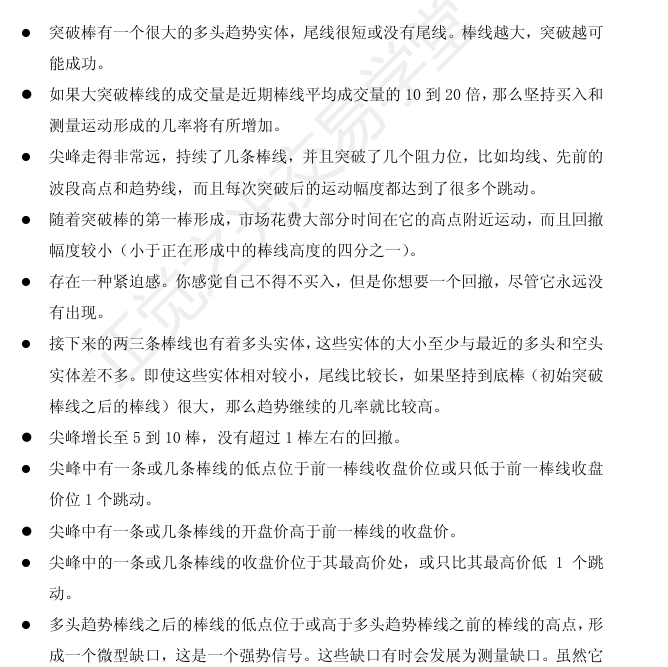 ● 突破棒有一个很大的多头趋势实体，尾线很短或没有尾线。棒线越大，突破越可
能成功。
● 如果大突破棒线的成交量是近期棒线平均成交量的 10 到 20 倍，那么坚持买入和
测量运动形成的几率将有所增加。
● 尖峰走得非常远，持续了几条棒线，并且突破了几个阻力位，比如均线、先前的
波段高点和趋势线，而且每次突破后的运动幅度都达到了很多个跳动。
● 随着突破棒的第一棒形成，市场花费大部分时间在它的高点附近运动，而且回撤
幅度较小（小于正在形成中的棒线高度的四分之一）。
● 存在一种紧迫感。你感觉自己不得不买入，但是你想要一个回撤，尽管它永远没
有出现。
● 接下来的两三条棒线也有着多头实体，这些实体的大小至少与最近的多头和空头
实体差不多。即使这些实体相对较小，尾线比较长，如果坚持到底棒（初始突破
棒线之后的棒线）很大，那么趋势继续的几率就比较高。
● 尖峰增长至 5 到 10 棒，没有超过 1 棒左右的回撤。
● 尖峰中有一条或几条棒线的低点位于前一棒线收盘价位或只低于前一棒线收盘
价位 1 个跳动。
● 尖峰中有一条或几条棒线的开盘价高于前一棒线的收盘价。
● 尖峰中的一条或几条棒线的收盘价位于其最高价处，或只比其最高价低 1 个跳
动。
● 多头趋势棒线之后的棒线的低点位于或高于多头趋势棒线之前的棒线的高点，形
成一个微型缺口，这是一个强势信号。这些缺口有时会发展为测量缺口。虽然它
正觉之光交易学堂